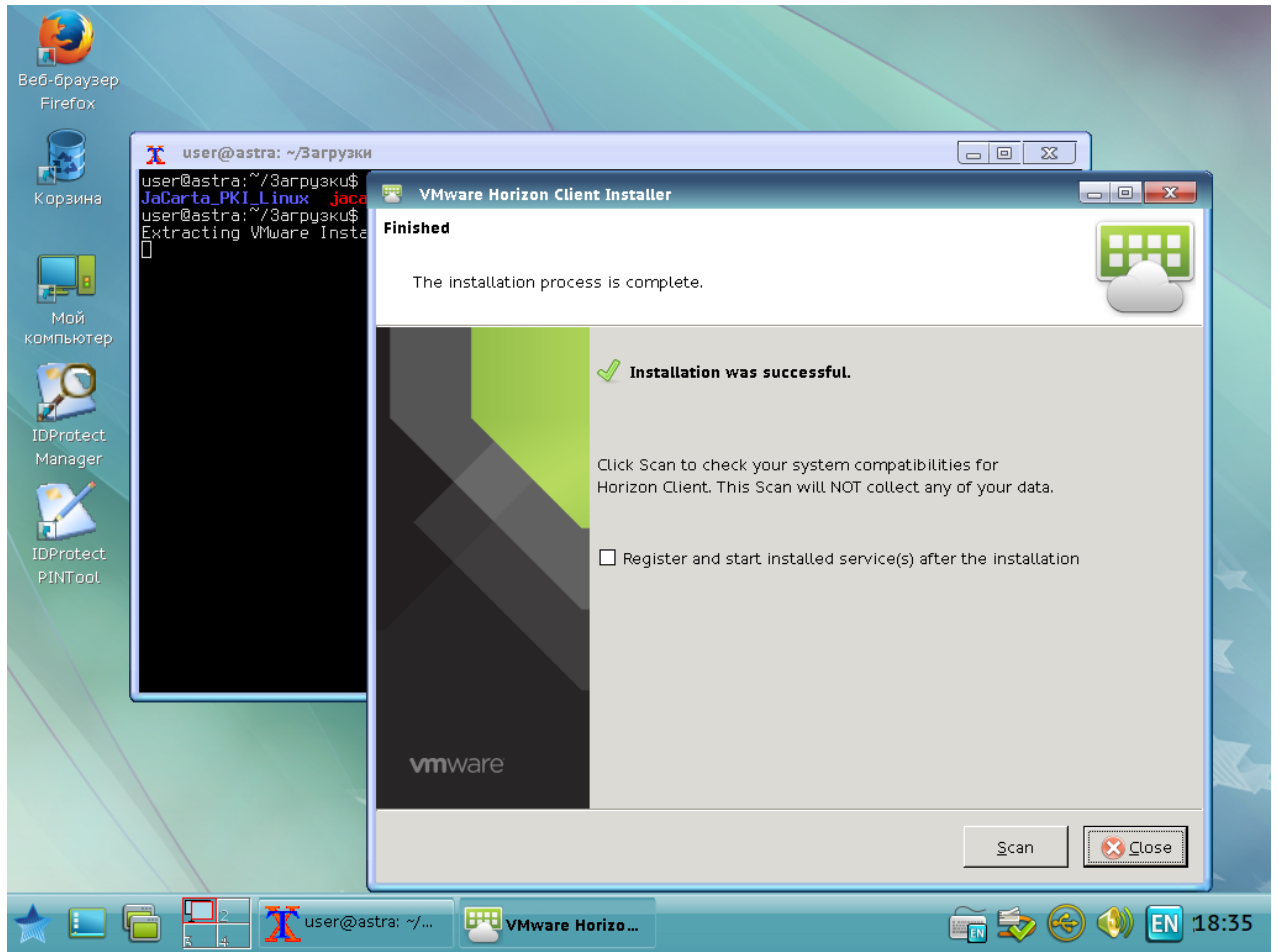 Веб-браузер
Firefox
Корзина
Мой
компьютер
IDProtect
Manager
IDProtect
PINTool
user@astra: ~/Загрузки
user@astra:~/Загрузки$
JaCarta_PKI_Linux jaca
user@astra:~/Загрузки$
Extracting VMware Insta
VMware Horizon Client Installer
Finished
The installation process is complete.
Installation was successful.
Click Scan to check your system compatibilities for
Horizon Client. This Scan will NOT collect any of your data.
Register and start installed service(s) after the installation
vmware
Scan
Close
2
3 4
user@astra: ~/...
VMware Horizo...
EN
EN
18:35